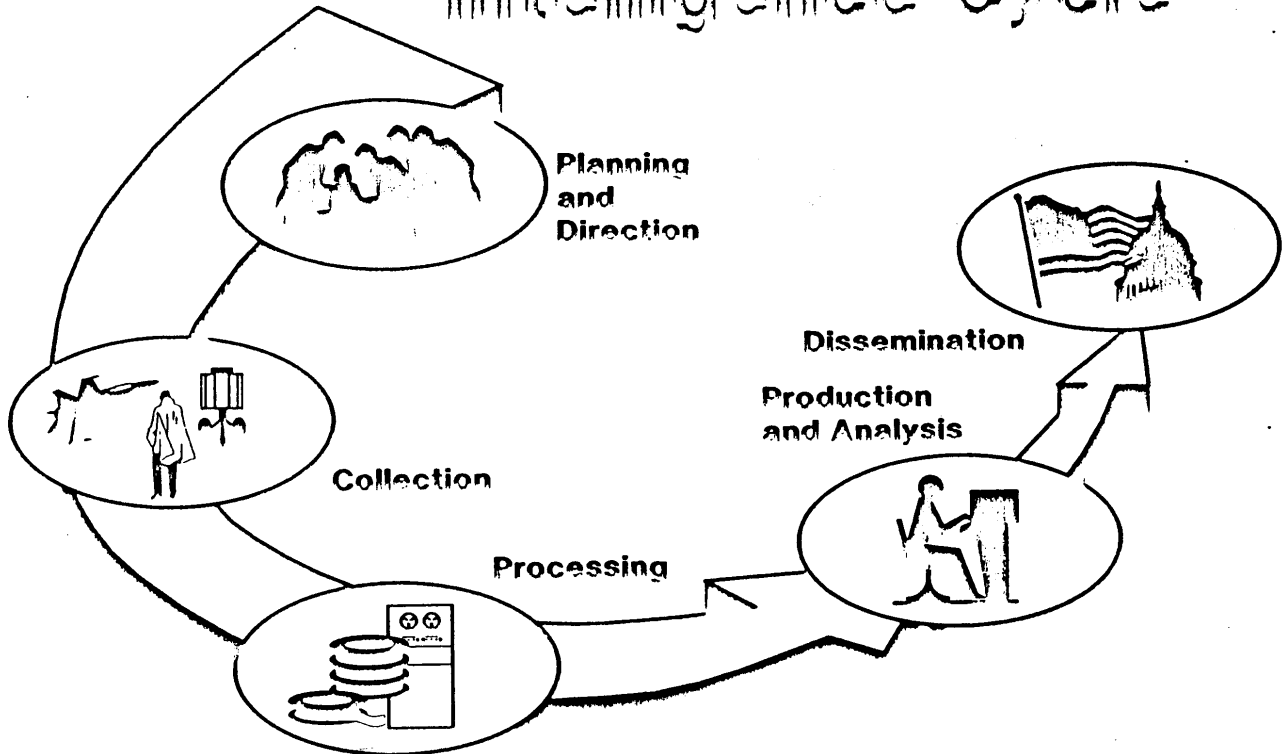 Planning
and
Direction
Dissemination
Production
and Analysis
Collection
Processing